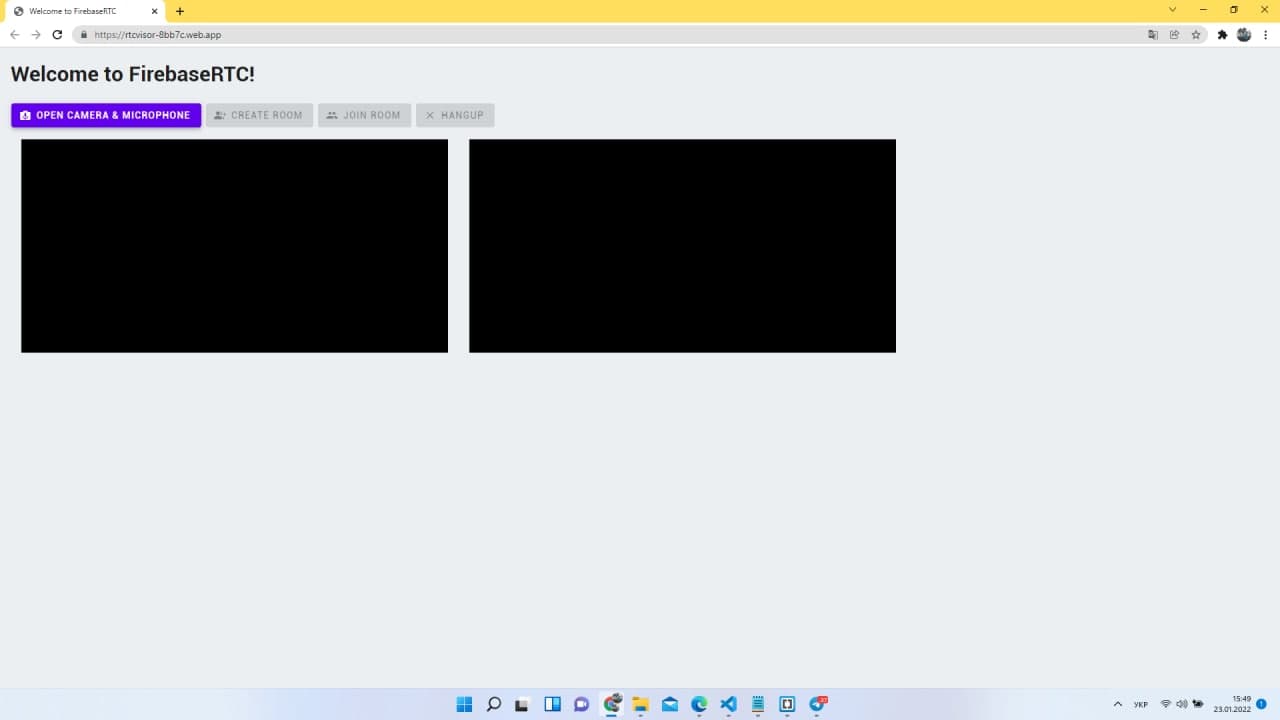 Welcome to FirebaseRTC
https://rtcvisor-8bb7c.web.app
Welcome to FirebaseRTC!
OPEN CAMERA & MICROPHONE
CREATE ROOM
JOIN ROOM
HANGUP
УКР
15:49
23.01.2022
1